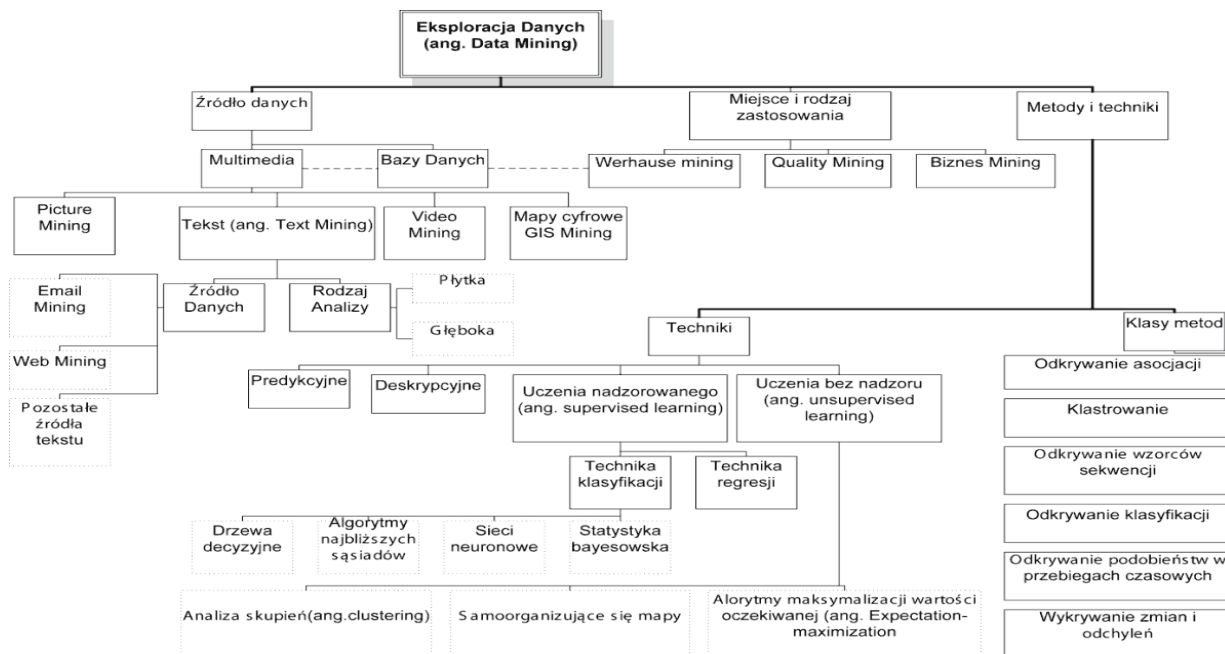 Eksploracja Danych
(ang. Data Mining)
Źródło danych
Miejsce i rodzaj
zastosowania
Metody i techniki
Multimedia
Bazy Danych
Werhause mining
Quality Mining
Biznes Mining
Picture
Mining
Tekst (ang. Text Mining)
Video
Mining
Mapy cyfrowe
GIS Mining
Email
Mining
Źródło
Danych
Rodzaj
Analizy
Płytka
Głęboka
Web Mining
Pozostałe
źródła
tekstu
Techniki
Klasy metod
Predykcyjne
Deskrypcyjne
Uczenia nadzorowanego
(ang. supervised learning)
Uczenia bez nadzoru
(ang. unsupervised
learning)
Odkrywanie asocjacji
Klastrowanie
Odkrywanie wzorców
sekwencji
Odkrywanie klasyfikacji
Odkrywanie podobieństw w
przebiegach czasowych
Wykrywanie zmian i
odchyleń
Technika
klasyfikacji
Technika
regresji
Drzewa
decyzyjne
Algorytmy
najbliższych
sąsiadów
Sieci
neuronowe
Statystyka
bayesowska
Analiza skupień(ang.clustering)
Samoorganizujące się mapy
Alorytmy maksymalizacji wartości
oczekiwanej (ang. Expectation-
maximization